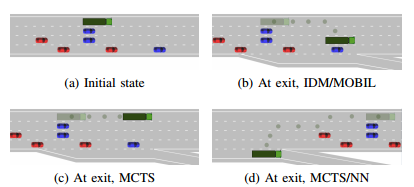 (a) Initial state
(b) At exit, IDM/MOBIL
(c) At exit, MCTS
(d) At exit, MCTS/NN